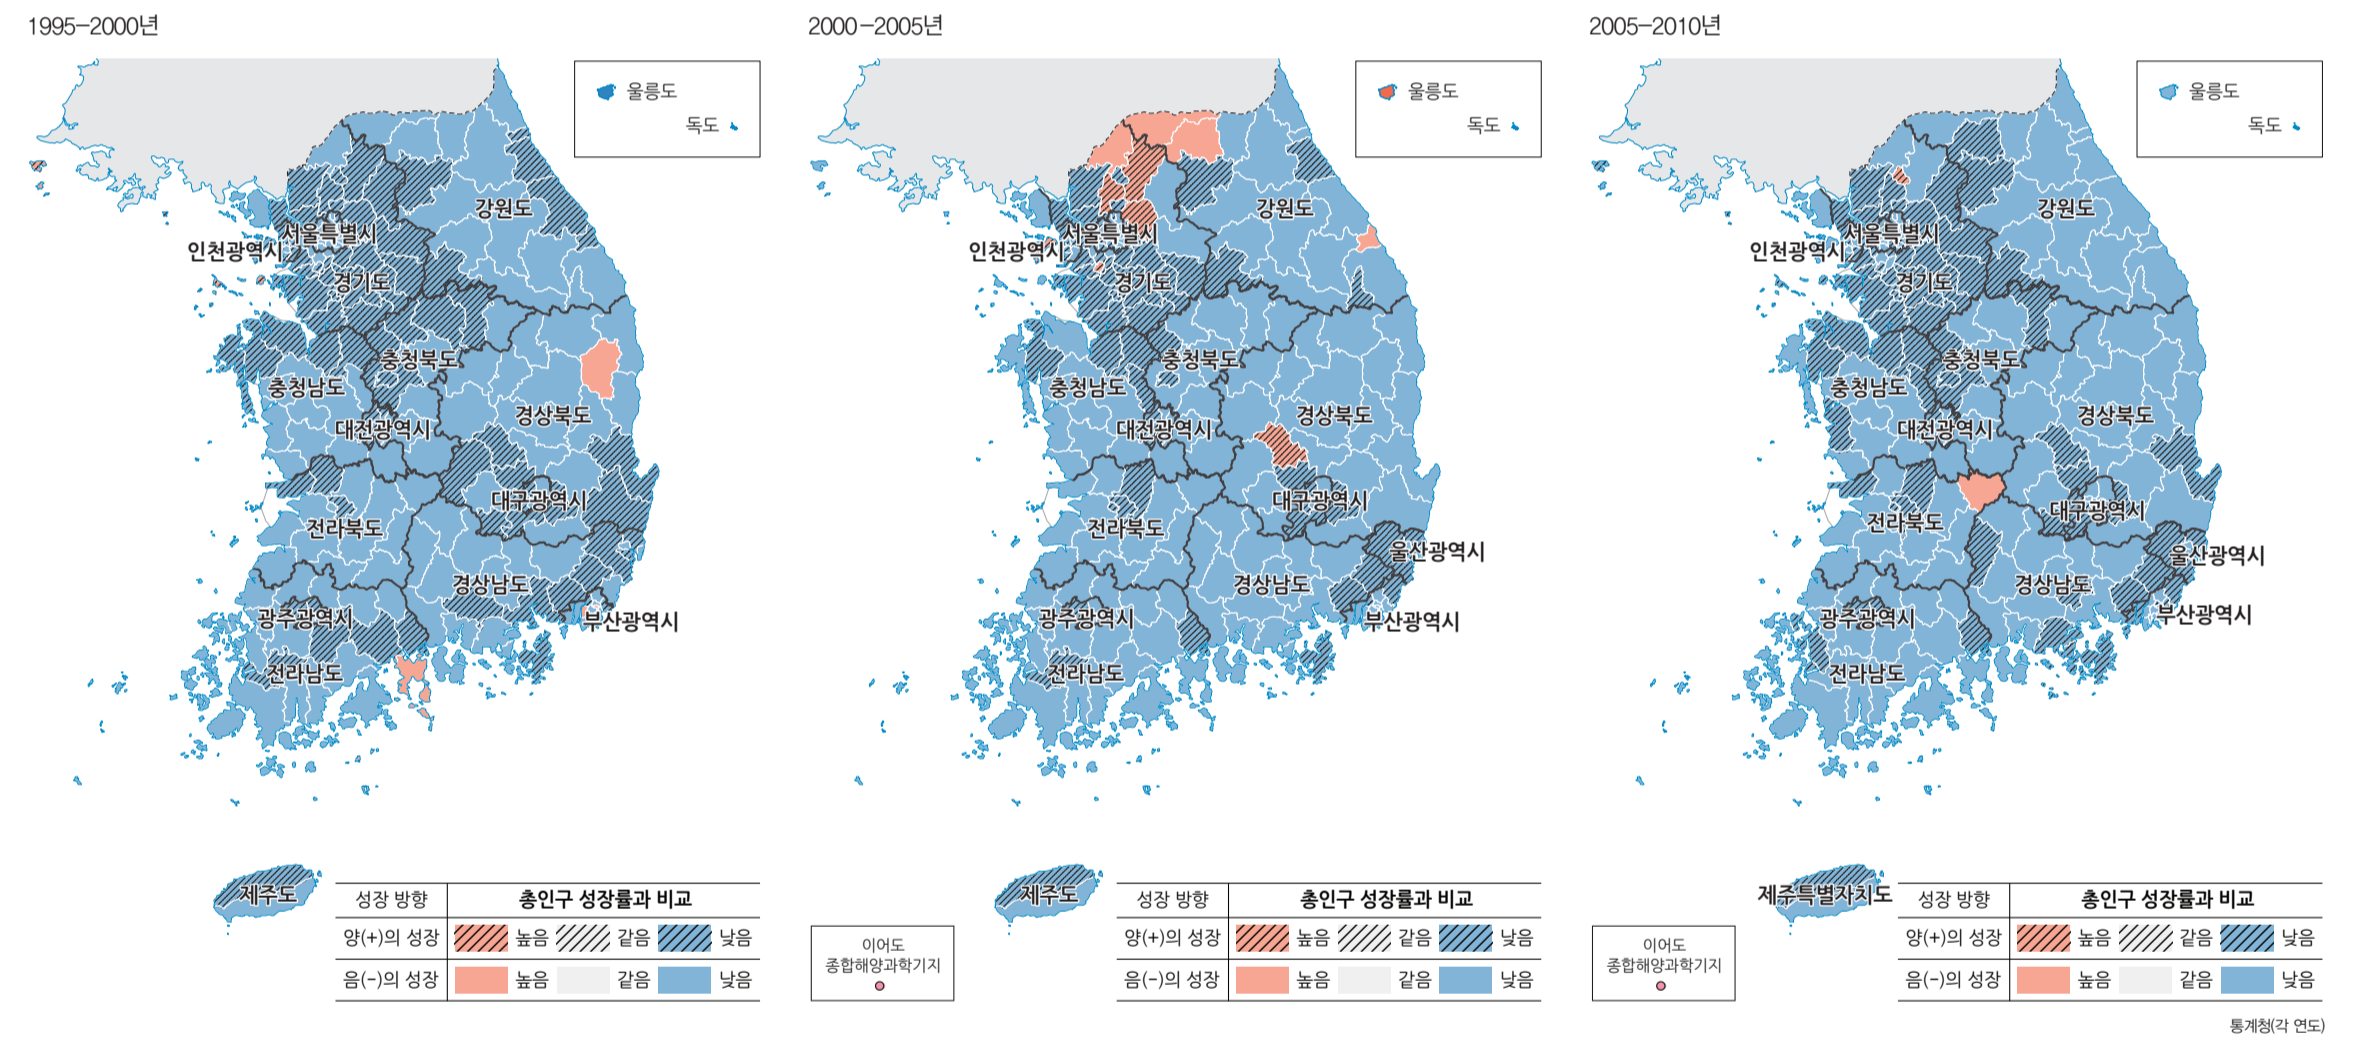 1995-2000년
울릉도
독도
강원도
서울특별시
인천광역시
경기도
충청북도
충청남도
경상북도
대전광역시
대구광역시
전라북도
경상남도
광주광역시
부산광역시
전라남도
제주도
성장 방향 총인구 성장률과 비교
양(+)의 성장 높음 같음 낮음
음(-)의 성장 높음 같음 낮음
2000-2005년
울릉도
독도
강원도
서울특별시
인천광역시
경기도
충청북도
충청남도
경상북도
대전광역시
대구광역시
전라북도
울산광역시
경상남도
광주광역시
부산광역시
전라남도
제주도
이어도
종합해양과학기지
성장 방향 총인구 성장률과 비교
양(+)의 성장 높음 같음 낮음
음(-)의 성장 높음 같음 낮음
2005-2010년
울릉도
독도
강원도
서울특별시
인천광역시
경기도
충청북도
충청남도
경상북도
대전광역시
대구광역시
전라북도
울산광역시
경상남도
광주광역시
부산광역시
전라남도
제주특별자치도
이어도
종합해양과학기지
성장 방향 총인구 성장률과 비교
양(+)의 성장 높음 같음 낮음
음(-)의 성장 높음 같음 낮음
통계청(각 연도)